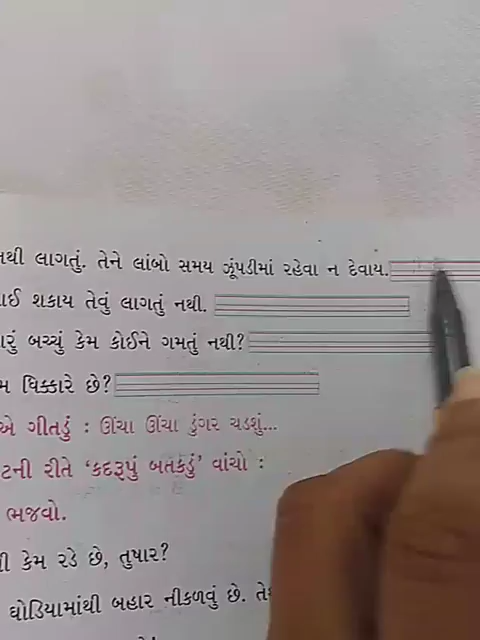 નથી લાગતું. તેને લાંબો સમય ઝૂંપડીમાં રહેવા ન દેવાય.
શકાય તેવું લાગતું નથી.
બચ્ચું કેમ કોઈને ગમતું નથી?
ધિક્કારે છે?
એ ગીતડું : ઊંચા ઊંચા ડુંગર ચડશું...
રીતે ‘કદરૂપું બતકડું’ વાંચો :
ભજવો.
કેમ રડે છે, તુષાર?
ઘોડિયામાંથી બહાર નીકળવું છે.